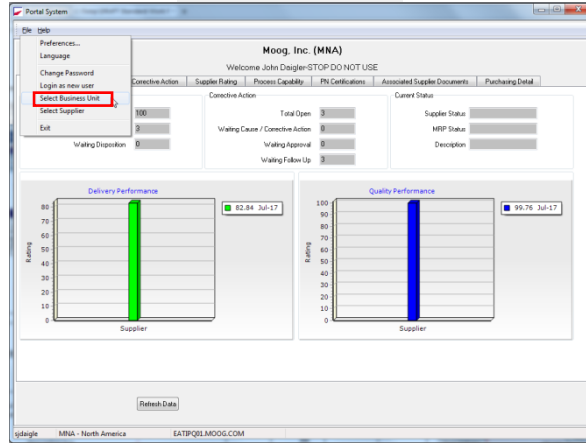 Portal System
File Help
Preferences...
Language
Change Password
Login as new user
Select Business Unit
Select Supplier
Exit
Moog, Inc. (MNA)
Welcome John Daigler-STOP DO NOT USE
Corrective Action Supplier Rating Process Capability PN Certifications Associated Supplier Documents Purchasing Detail
Corrective Action Current Status
100 Total Open 3 Supplier Status
3 Waiting Cause / Corrective Action 0 MRP Status
Waiting Disposition 0 Waiting Approval 0 Description
Waiting Follow Up 3
Delivery Performance
82.84 Jul-17
80
70
60
50
40
30
20
10
0
Rating
Supplier
Quality Performance
99.76 Jul-17
100
90
80
70
60
50
40
30
20
10
0
Rating
Supplier
Refresh Data
sjdaigle MNA - North America EATIPQ01.MOOG.COM